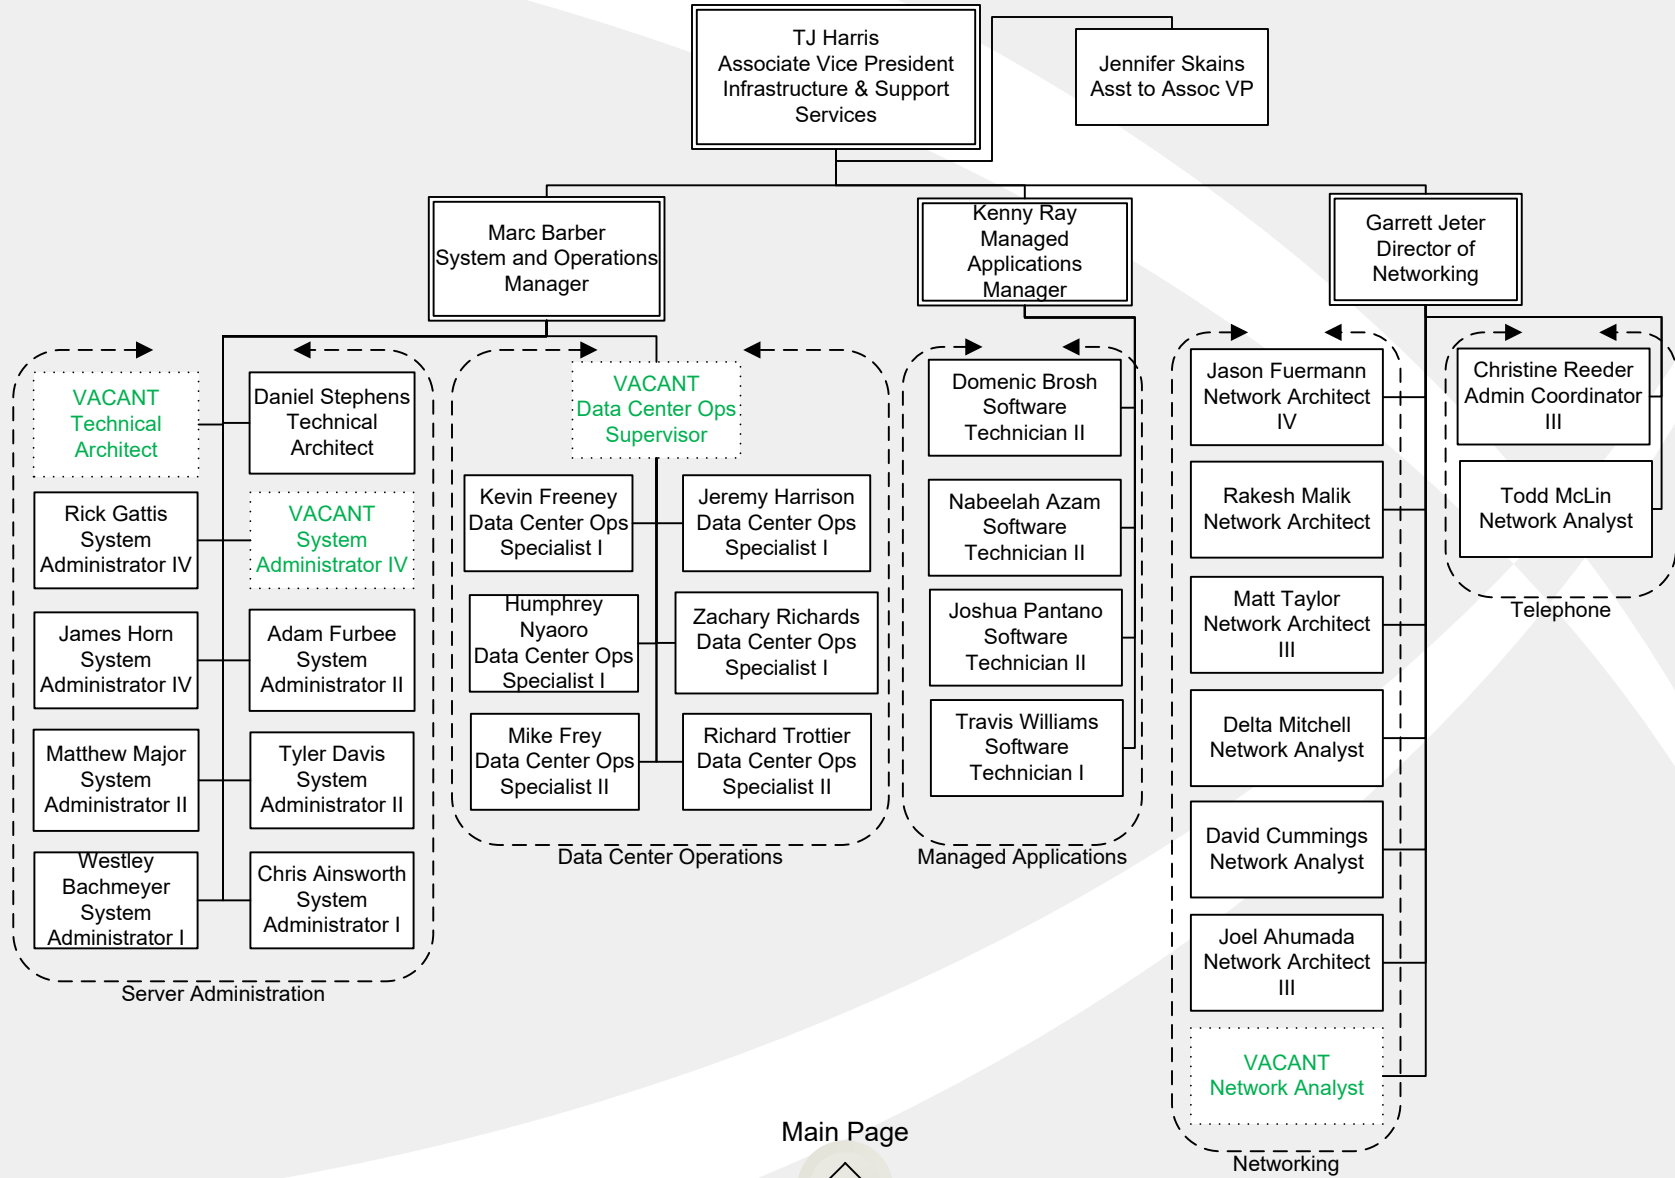 TJ Harris
Associate Vice President
Infrastructure & Support
Services
Jennifer Skains
Asst to Assoc VP
Marc Barber
System and Operations
Manager
Kenny Ray
Managed
Applications
Manager
Garrett Jeter
Director of
Networking
VACANT
Technical
Architect
Daniel Stephens
Technical
Architect
Rick Gattis
System
Administrator IV
VACANT
System
Administrator IV
James Horn
System
Administrator IV
Adam Furbee
System
Administrator II
Matthew Major
System
Administrator II
Tyler Davis
System
Administrator II
Westley
Bachmeyer
System
Administrator I
Chris Ainsworth
System
Administrator I
Server Administration
VACANT
Data Center Ops
Supervisor
Kevin Freeney
Data Center Ops
Specialist I
Jeremy Harrison
Data Center Ops
Specialist I
Humphrey
Nyaoro
Data Center Ops
Specialist I
Zachary Richards
Data Center Ops
Specialist I
Mike Frey
Data Center Ops
Specialist II
Richard Trottier
Data Center Ops
Specialist II
Data Center Operations
Domenic Brosh
Software
Technician II
Nabeelah Azam
Software
Technician II
Joshua Pantano
Software
Technician II
Travis Williams
Software
Technician I
Managed Applications
Jason Fuermann
Network Architect
IV
Rakesh Malik
Network Architect
Matt Taylor
Network Architect
III
Delta Mitchell
Network Analyst
David Cummings
Network Analyst
Joel Ahumada
Network Architect
III
VACANT
Network Analyst
Networking
Christine Reeder
Admin Coordinator
III
Todd McLin
Network Analyst
Telephone
Main Page